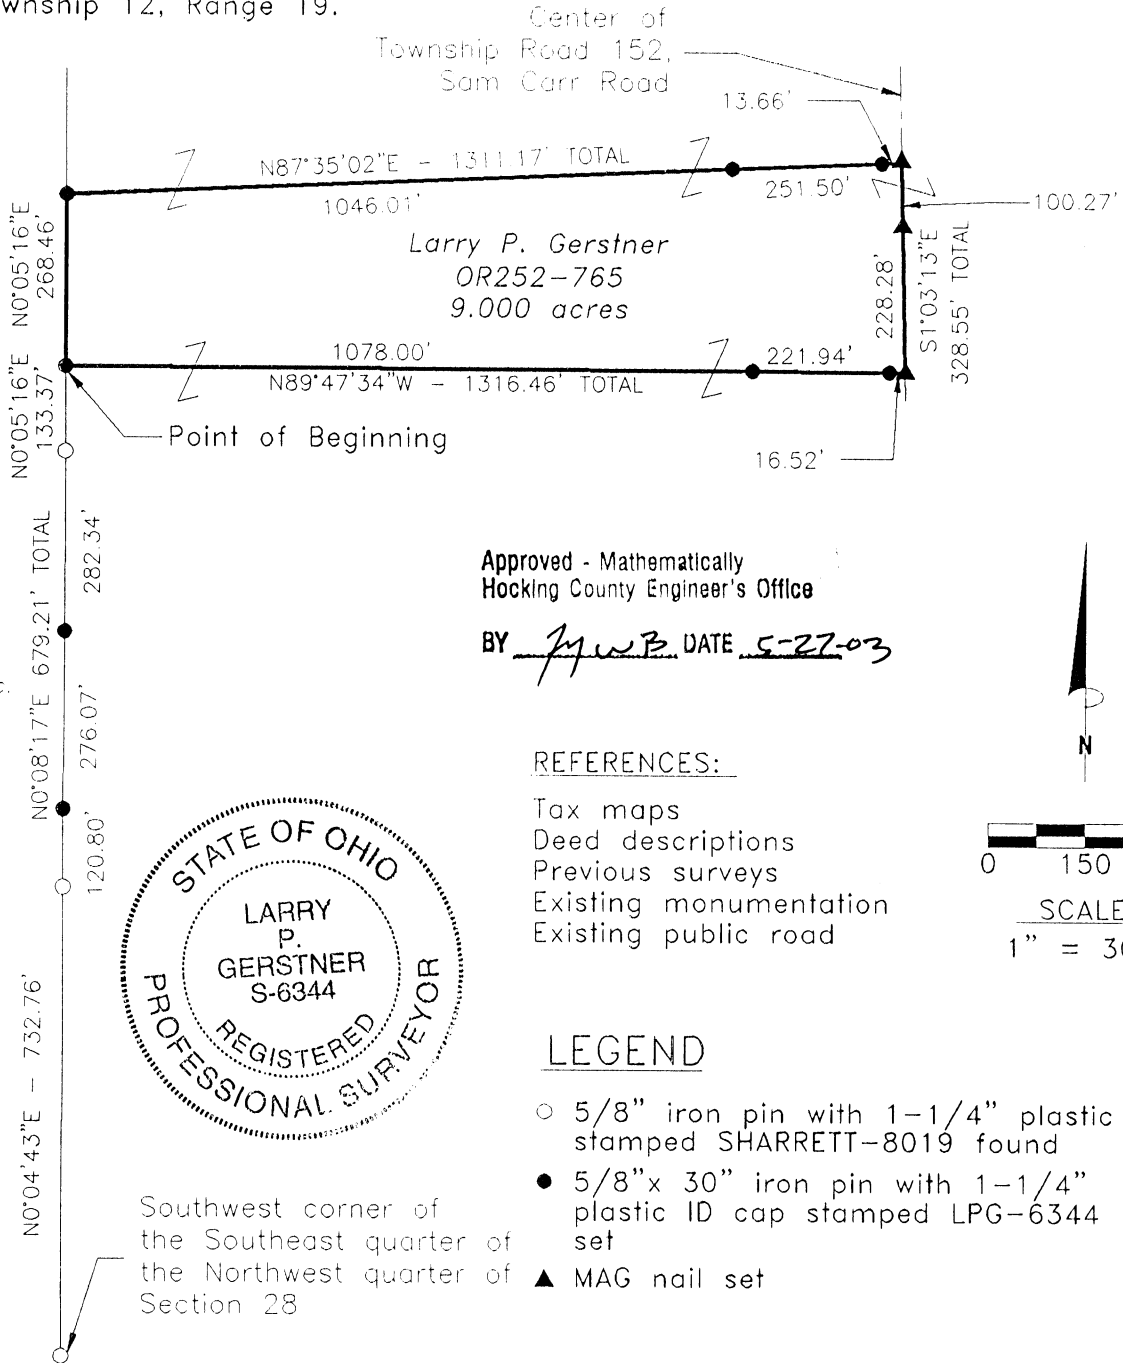 Township 12, Range 19.
Center of
Township Road 152,
Sam Carr Road
13.66'
N87°35'02"E - 1311.17' TOTAL
1046.01'
251.50'
100.27'
N0°05'16"E
268.46'
Larry P. Gerstner
OR252-765
9.000 acres
228.28'
S1°03'13"E
328.55' TOTAL
1078.00'
221.94'
N89°47'34"W - 1316.46' TOTAL
N0°05'16"E
133.37'
Point of Beginning
16.52'
N0°08'17"E 679.21' TOTAL
282.34'
276.07'
120.80'
Approved - Mathematically
Hocking County Engineer's Office
BY DATE 5-27-03
N
REFERENCES:
Tax maps
Deed descriptions
Previous surveys
Existing monumentation
Existing public road
0 150
SCALE
1" = 30
STATE OF OHIO
LARRY
P.
GERSTNER
S-6344
REGISTERED
PROFESSIONAL SURVEYOR
N0°04'43"E - 732.76'
LEGEND
5/8" iron pin with 1-1/4" plastic
stamped SHARRETT-8019 found
5/8"x 30" iron pin with 1-1/4"
plastic ID cap stamped LPG-6344
set
MAG nail set
Southwest corner of
the Southeast quarter of
the Northwest quarter of
Section 28